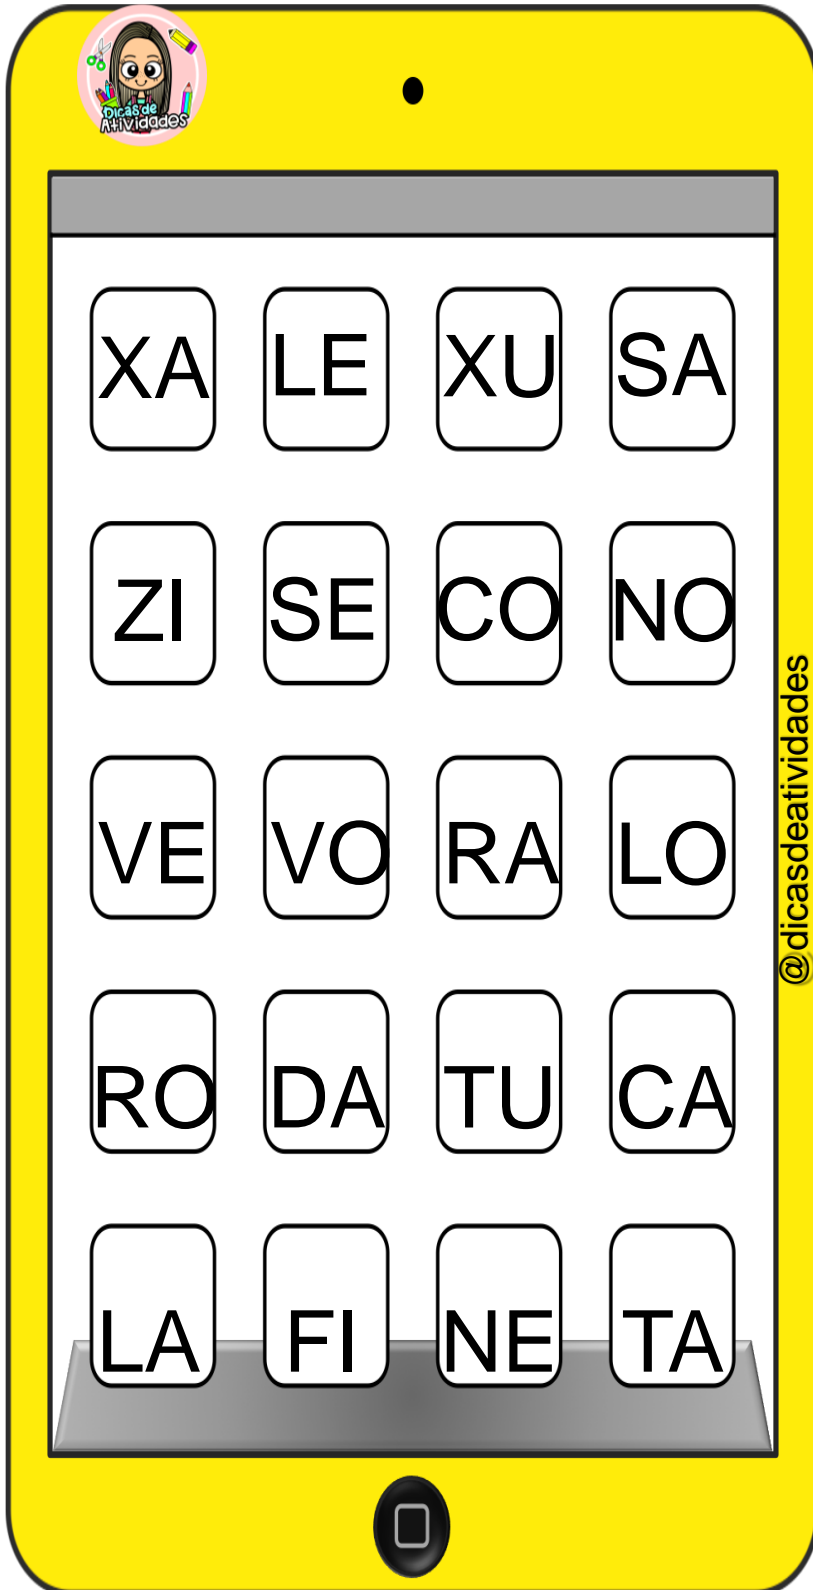 Dicas de
Atividades
XA LE XU SA
ZI SE CO NO
VE VO RA LO
RO DA TU CA
LA FI NE TA
@dicasdeatividades